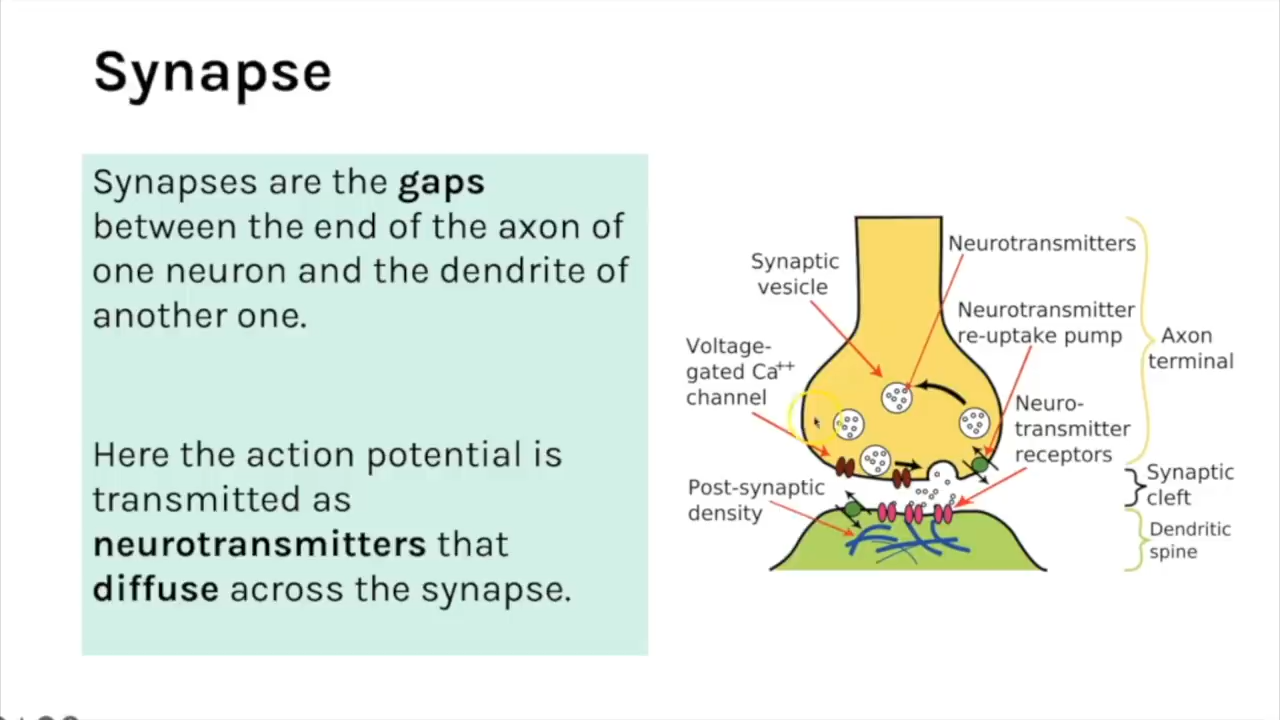 Synapse
Synapses are the gaps
between the end of the axon of
one neuron and the dendrite of
another one.
Here the action potential is
transmitted as
neurotransmitters that
diffuse across the synapse.
Synaptic
vesicle
Neurotransmitters
Neurotransmitter
re-uptake pump
Voltage-
gated Ca++
channel
Axon
terminal
Neuro-
transmitter
receptors
Post-synaptic
density
Synaptic
cleft
Dendritic
spine